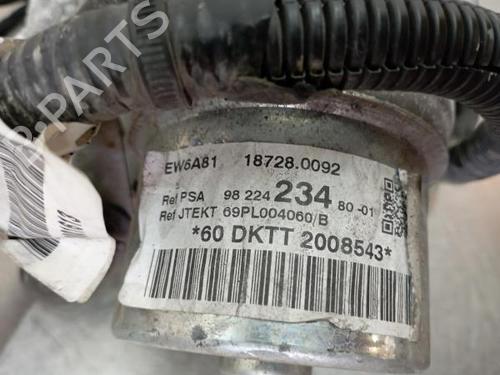 EW6A81 18728.0092
Ref PSA 98 224 234 80-01
Ref JTEKT 69PL004060/B
*60 DKTT 2008543*